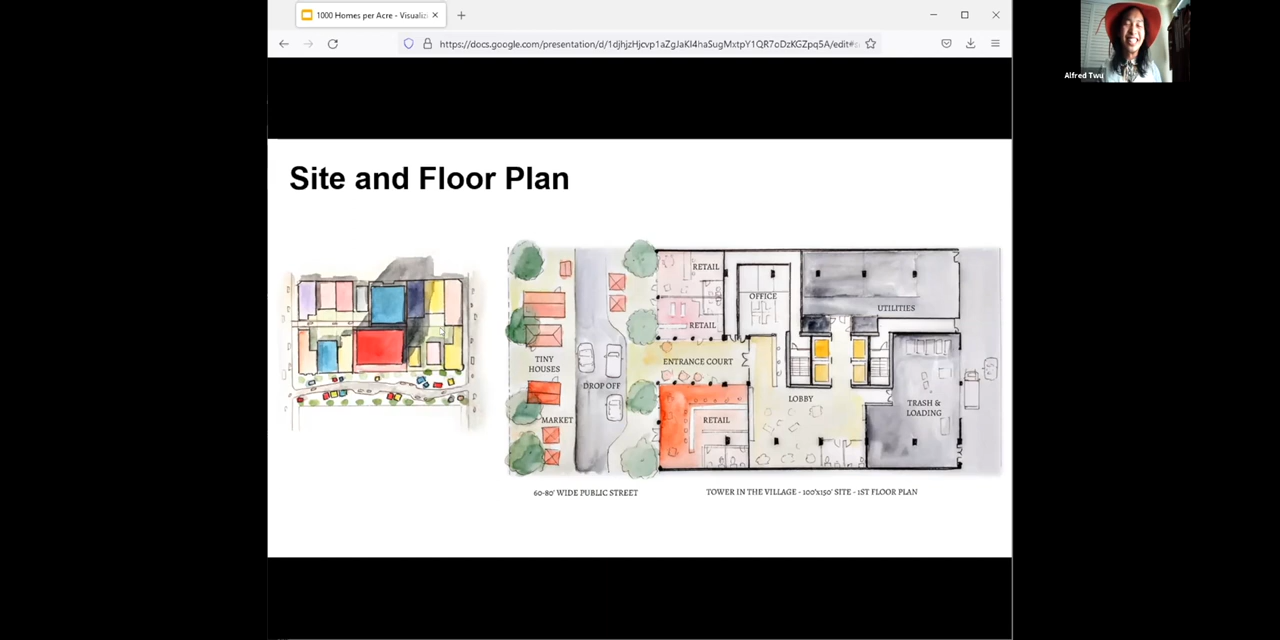 1000 Homes per Acre - Visualiz
https://docs.google.com/presentation/d/1djhjzHjcvp1aZgJaKl4haSugMxtpY1QR7oDzKGZpq5A/edit#s
Alfred Twu
Site and Floor Plan
RETAIL
OFFICE
UTILITIES
RETAIL
TINY
HOUSES
ENTRANCE COURT
DROP OFF
LOBBY
TRASH &
LOADING
MARKET
RETAIL
60-80' WIDE PUBLIC STREET
TOWER IN THE VILLAGE - 100'x150' SITE - 1ST FLOOR PLAN